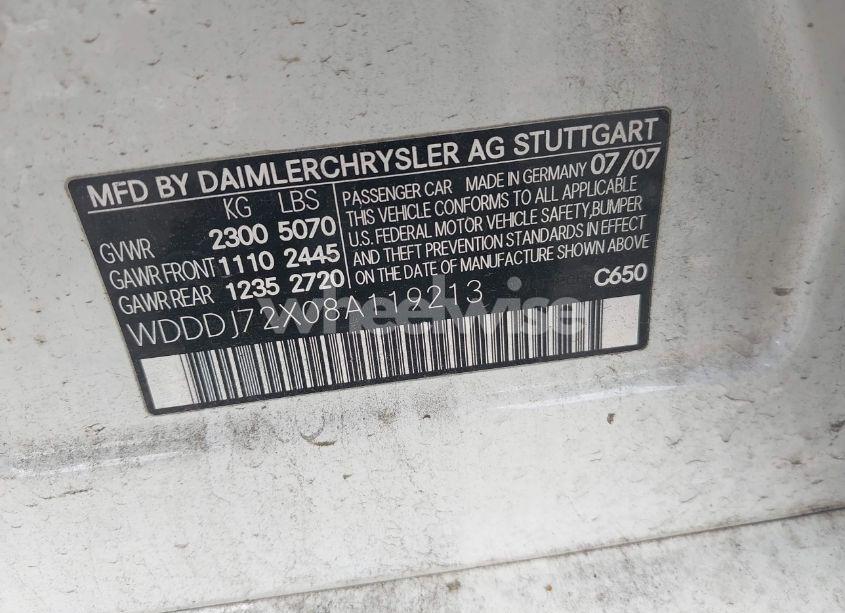 MFD BY DAIMLERCHRYSLER AG STUTTGART
KG LBS
GVWR 2300 5070
GAWR FRONT 1110 2445
GAWR REAR 1235 2720
PASSENGER CAR MADE IN GERMANY 07/07
THIS VEHICLE CONFORMS TO ALL APPLICABLE
U.S. FEDERAL MOTOR VEHICLE SAFETY, BUMPER
AND THEFT PREVENTION STANDARDS IN EFFECT
ON THE DATE OF MANUFACTURE SHOWN ABOVE
C650
WDDDJ72X08A119213
wheelwise